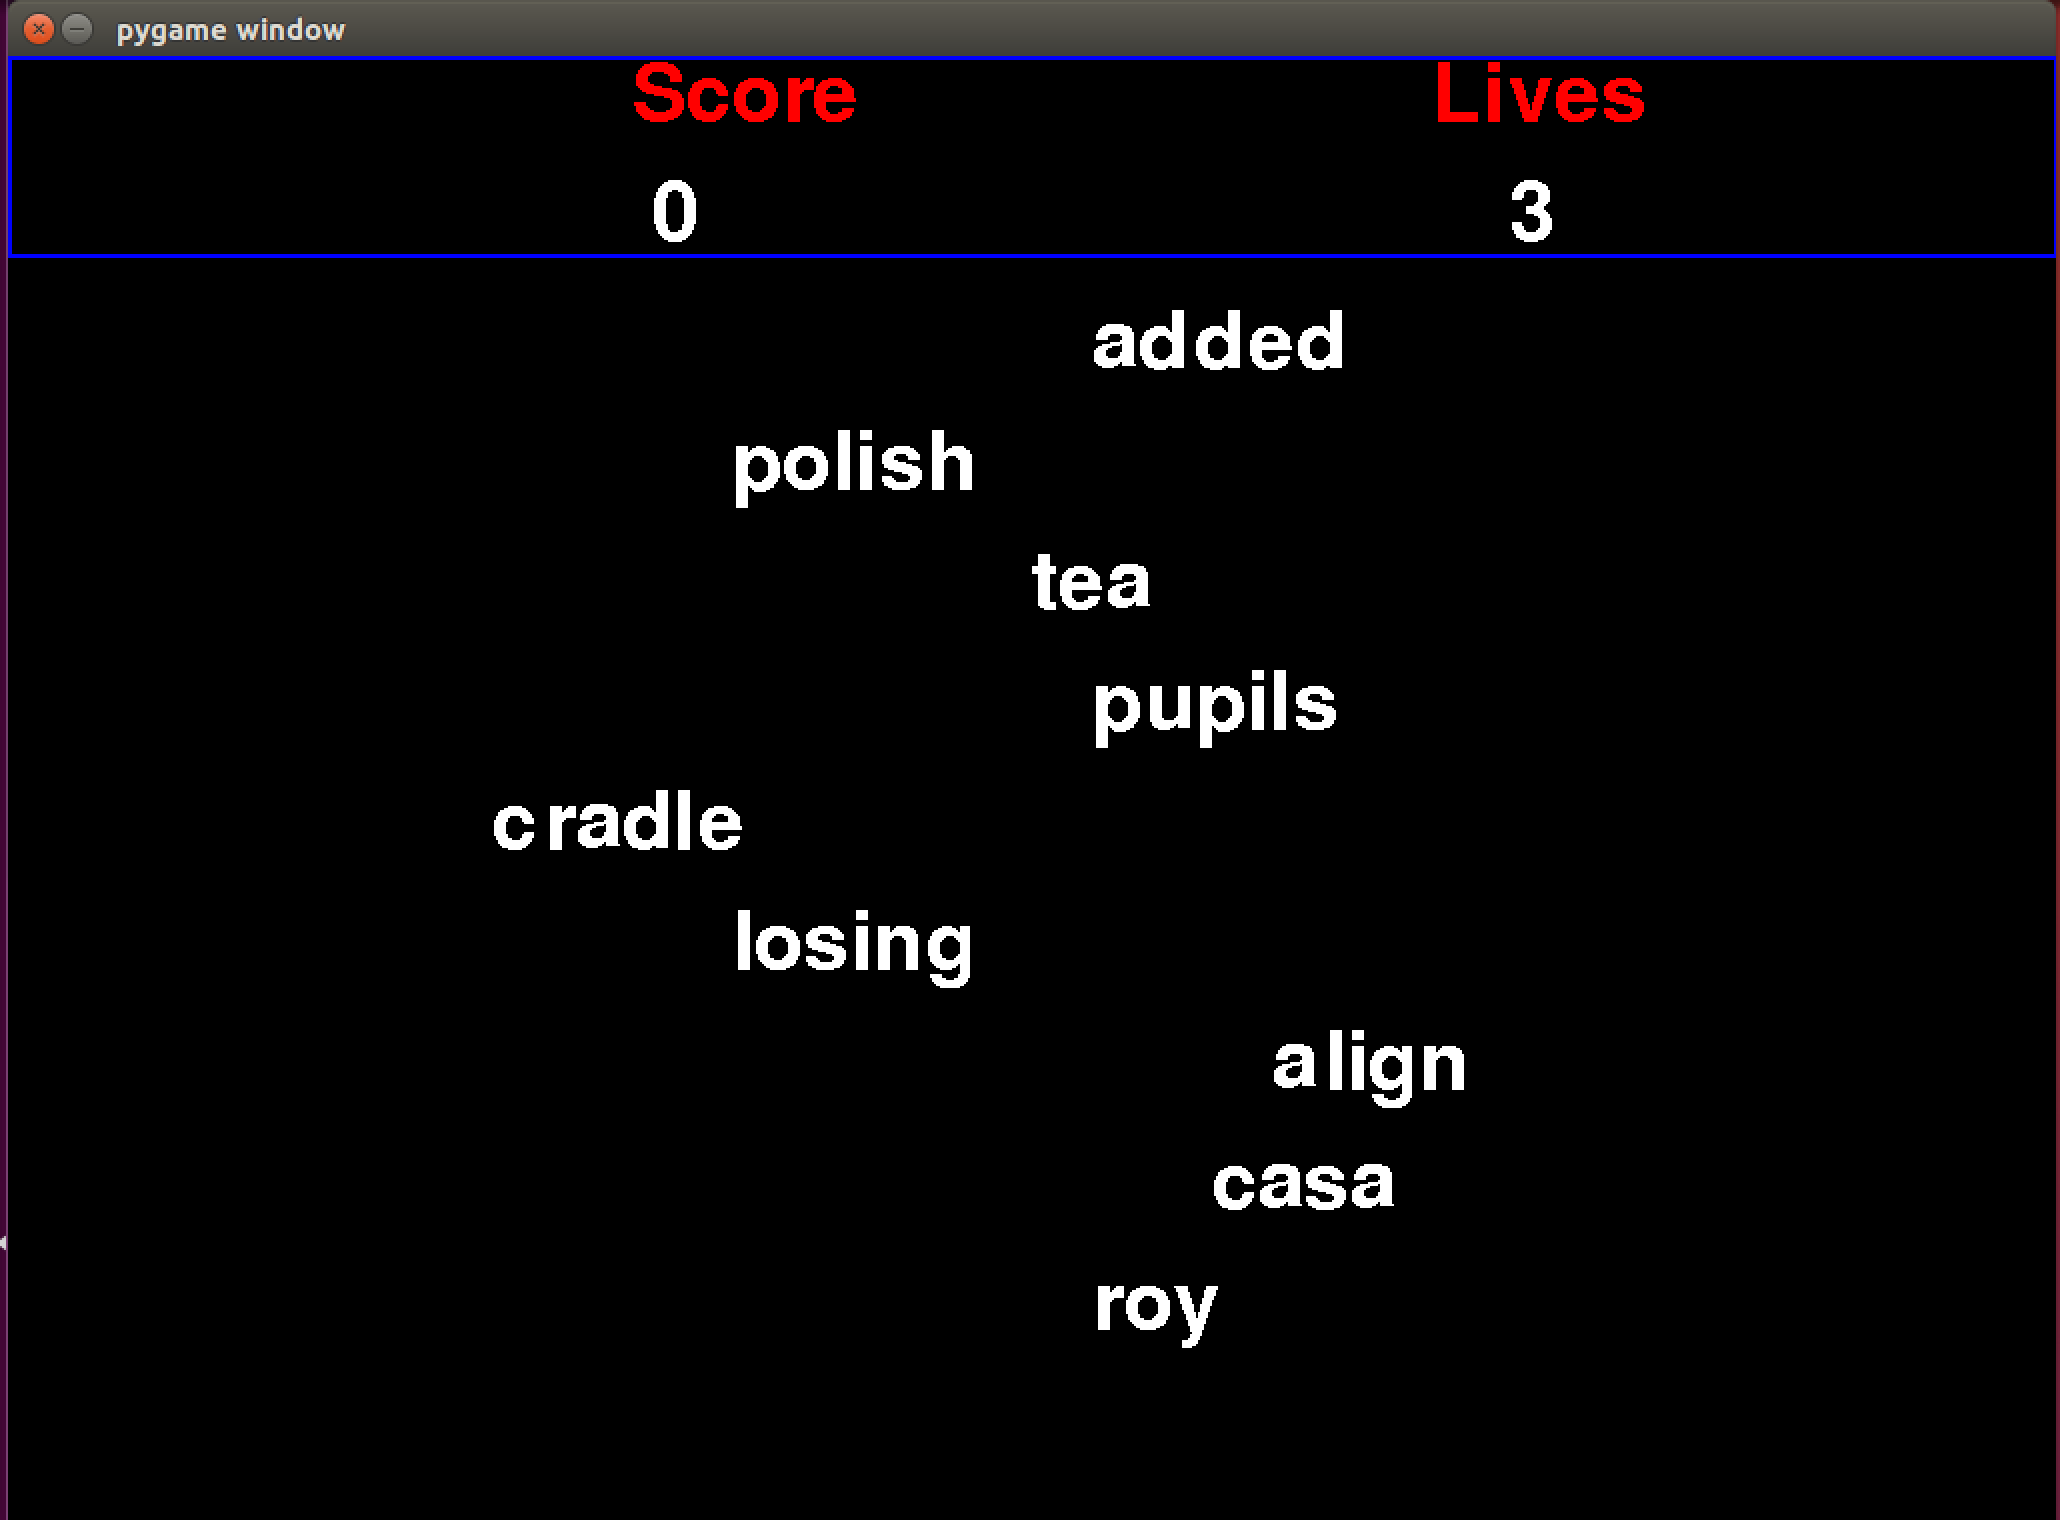 pygame window
Score Lives
0 3
added
polish
tea
pupils
cradle
losing
align
casa
roy